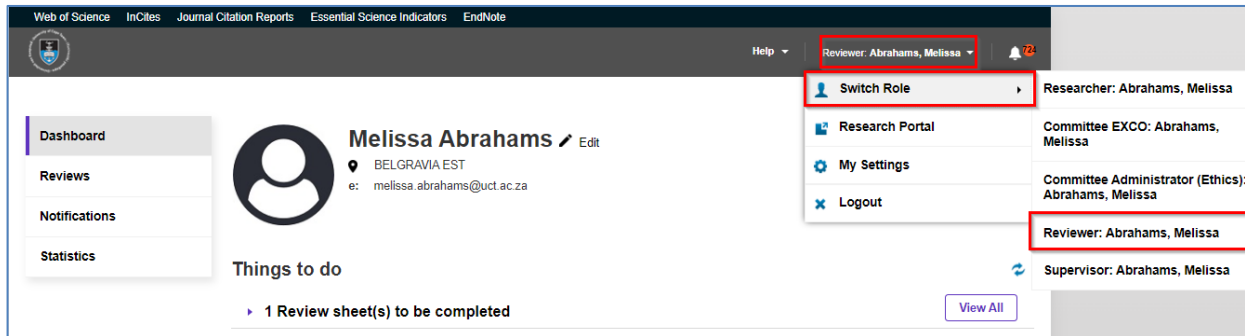 Web of Science InCites Journal Citation Reports Essential Science Indicators EndNote
Help Reviewer: Abrahams, Melissa 724
Switch Role
Research Portal
My Settings
Logout
Researcher: Abrahams, Melissa
Committee EXCO: Abrahams,
Melissa
Committee Administrator (Ethics):
Abrahams, Melissa
Reviewer: Abrahams, Melissa
Supervisor: Abrahams, Melissa
Dashboard
Reviews
Notifications
Statistics
Melissa Abrahams Edit
BELGRAVIA EST
e: melissa.abrahams@uct.ac.za
Things to do
1 Review sheet(s) to be completed
View All